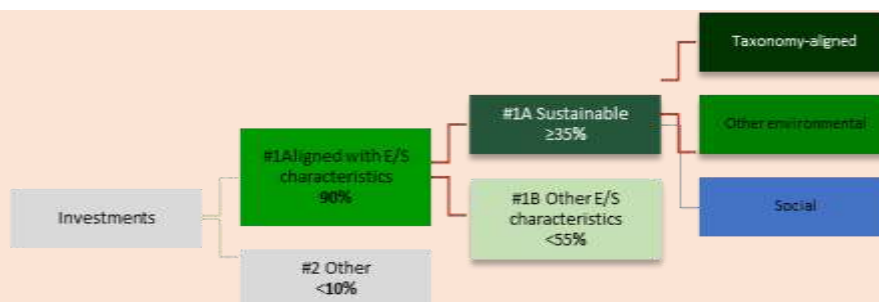 Taxonomy-aligned
#1A Sustainable
≥35%
Other environmental
#1Aligned with E/S
characteristics
90%
#1B Other E/S
characteristics
<55%
Social
Investments
#2 Other
<10%